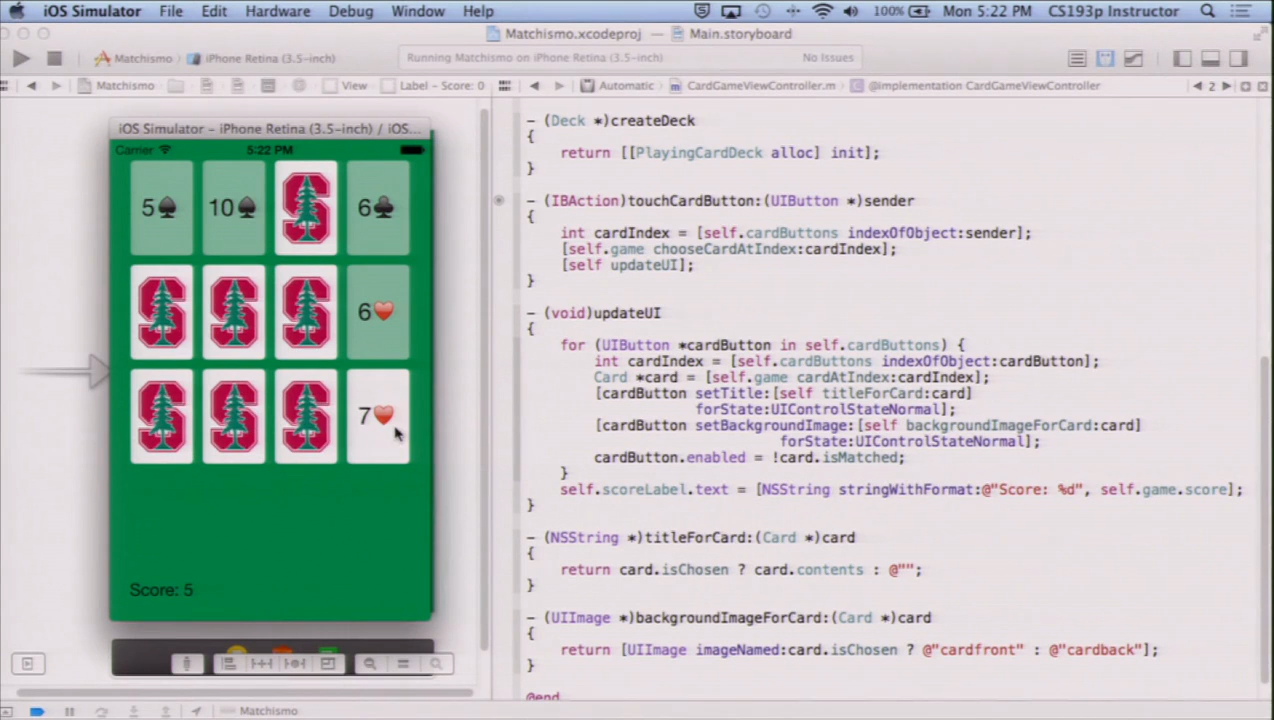 iOS Simulator File Edit Hardware Debug Window Help 100% Mon 5:22 PM CS193p Instructor
Matchismo.xcodeproj — Main.storyboard
Matchismo iPhone Retina (3.5-inch) Running Matchismo on iPhone Retina (3.5-inch) No Issues
Matchismo View Label – Score: 0 Automatic CardGameViewController.m @implementation CardGameViewController 2
iOS Simulator – iPhone Retina (3.5-inch) / iOS...
Carrier 5:22 PM
5♠ 10♠ 6♣
6♥
7♥
Score: 5
- (Deck *)createDeck
{
return [[PlayingCardDeck alloc] init];
}
- (IBAction)touchCardButton:(UIButton *)sender
{
int cardIndex = [self.cardButtons indexOfObject:sender];
[self.game chooseCardAtIndex:cardIndex];
[self updateUI];
}
- (void)updateUI
{
for (UIButton *cardButton in self.cardButtons) {
int cardIndex = [self.cardButtons indexOfObject:cardButton];
Card *card = [self.game cardAtIndex:cardIndex];
[cardButton setTitle:[self titleForCard:card]
forState:UIControlStateNormal];
[cardButton setBackgroundImage:[self backgroundImageForCard:card]
forState:UIControlStateNormal];
cardButton.enabled = !card.isMatched;
}
self.scoreLabel.text = [NSString stringWithFormat:@"Score: %d", self.game.score];
}
- (NSString *)titleForCard:(Card *)card
{
return card.isChosen ? card.contents : @"";
}
- (UIImage *)backgroundImageForCard:(Card *)card
{
return [UIImage imageNamed:card.isChosen ? @"cardfront" : @"cardback"];
}
@end
Matchismo